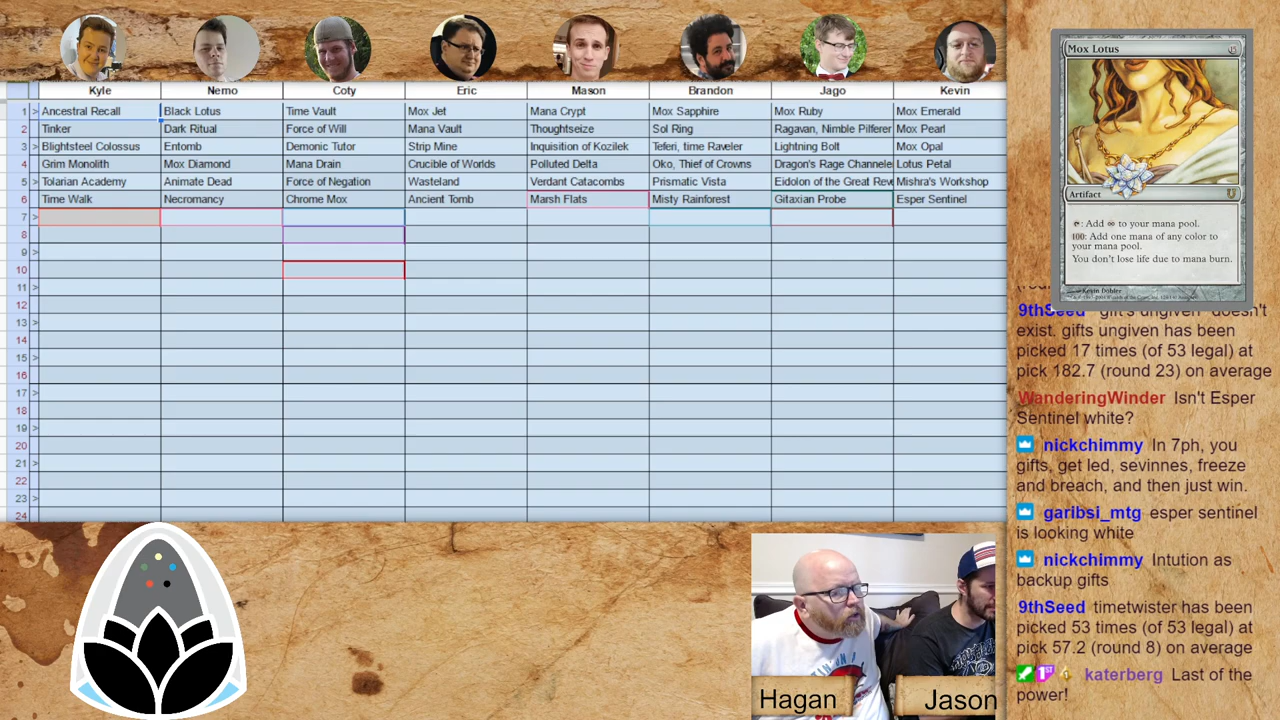 Kyle Nemo Coty Eric Mason Brandon Jago Kevin
1 > Ancestral Recall Black Lotus Time Vault Mox Jet Mana Crypt Mox Sapphire Mox Ruby Mox Emerald
2 Tinker Dark Ritual Force of Will Mana Vault Thoughtseize Sol Ring Ragavan, Nimble Pilferer Mox Pearl
3 > Blightsteel Colossus Entomb Demonic Tutor Strip Mine Inquisition of Kozilek Teferi, time Raveler Lightning Bolt Mox Opal
4 Grim Monolith Mox Diamond Mana Drain Crucible of Worlds Polluted Delta Oko, Thief of Crowns Dragon's Rage Channele Lotus Petal
5 > Tolarian Academy Animate Dead Force of Negation Wasteland Verdant Catacombs Prismatic Vista Eidolon of the Great Rev Mishra's Workshop
6 Time Walk Necromancy Chrome Mox Ancient Tomb Marsh Flats Misty Rainforest Gitaxian Probe Esper Sentinel
7 >
8
9 >
10
11 >
12
13 >
14
15 >
16
17 >
18
19 >
20
21 >
22
23 >
24
Mox Lotus 15
Artifact
: Add ∞ to your mana pool.
100: Add one mana of any color to
your mana pool.
You don't lose life due to mana burn.
Kevin Dobler
9thSeed "gifts ungiven" doesn't
exist. gifts ungiven has been
picked 17 times (of 53 legal) at
pick 182.7 (round 23) on average
WanderingWinder Isn't Esper
Sentinel white?
nickchimmy In 7ph, you
gifts, get led, sevinnes, freeze
and breach, and then just win.
garibsi_mtg esper sentinel
is looking white
nickchimmy Intution as
backup gifts
9thSeed timetwister has been
picked 53 times (of 53 legal) at
pick 57.2 (round 8) on average
1ST katerberg Last of the
power!
Hagan Jason